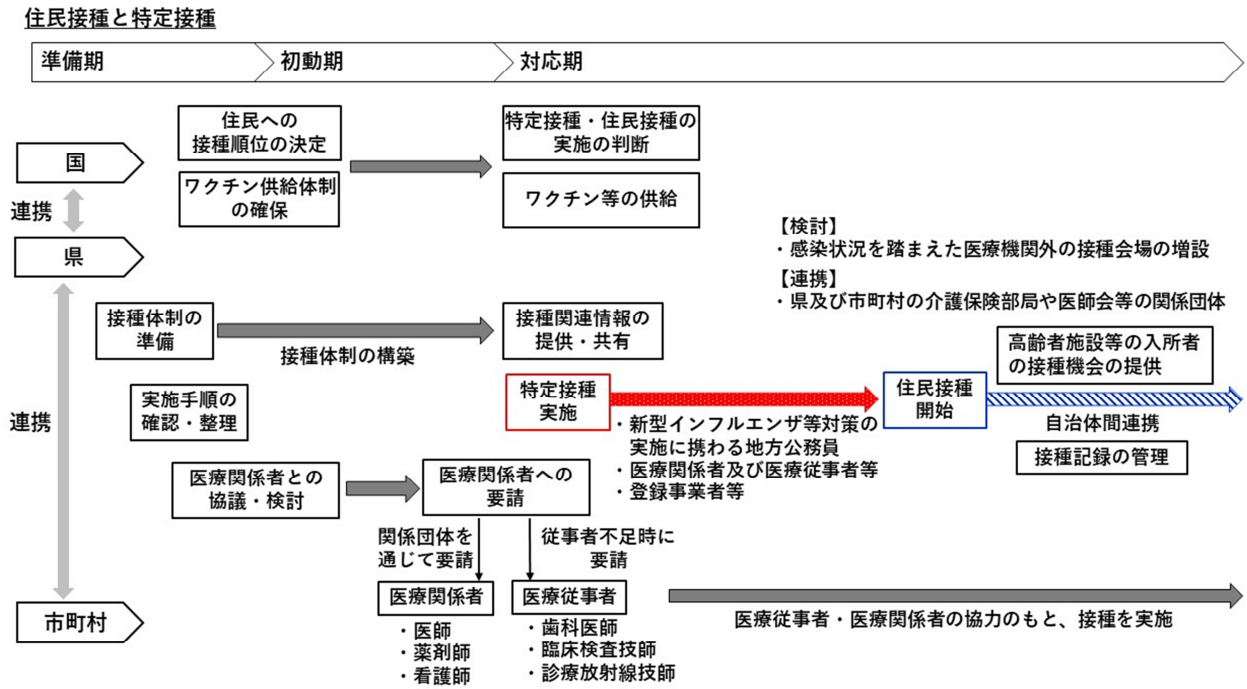 住民接種と特定接種
準備期
初動期
対応期
国
連携
県
連携
市町村
住民への
接種順位の決定
ワクチン供給体制
の確保
特定接種・住民接種の
実施の判断
ワクチン等の供給
【検討】
・感染状況を踏まえた医療機関外の接種会場の増設
【連携】
・県及び市町村の介護保険部局や医師会等の関係団体
接種体制の
準備
接種体制の構築
接種関連情報の
提供・共有
高齢者施設等の入所者
の接種機会の提供
実施手順の
確認・整理
特定接種
実施
・新型インフルエンザ等対策の
実施に携わる地方公務員
・医療関係者及び医療従事者等
・登録事業者等
住民接種
開始
自治体間連携
接種記録の管理
医療関係者との
協議・検討
医療関係者への
要請
関係団体を
通じて要請
従事者不足時に
要請
医療関係者
・医師
・薬剤師
・看護師
医療従事者
・歯科医師
・臨床検査技師
・診療放射線技師
医療従事者・医療関係者の協力のもと、接種を実施